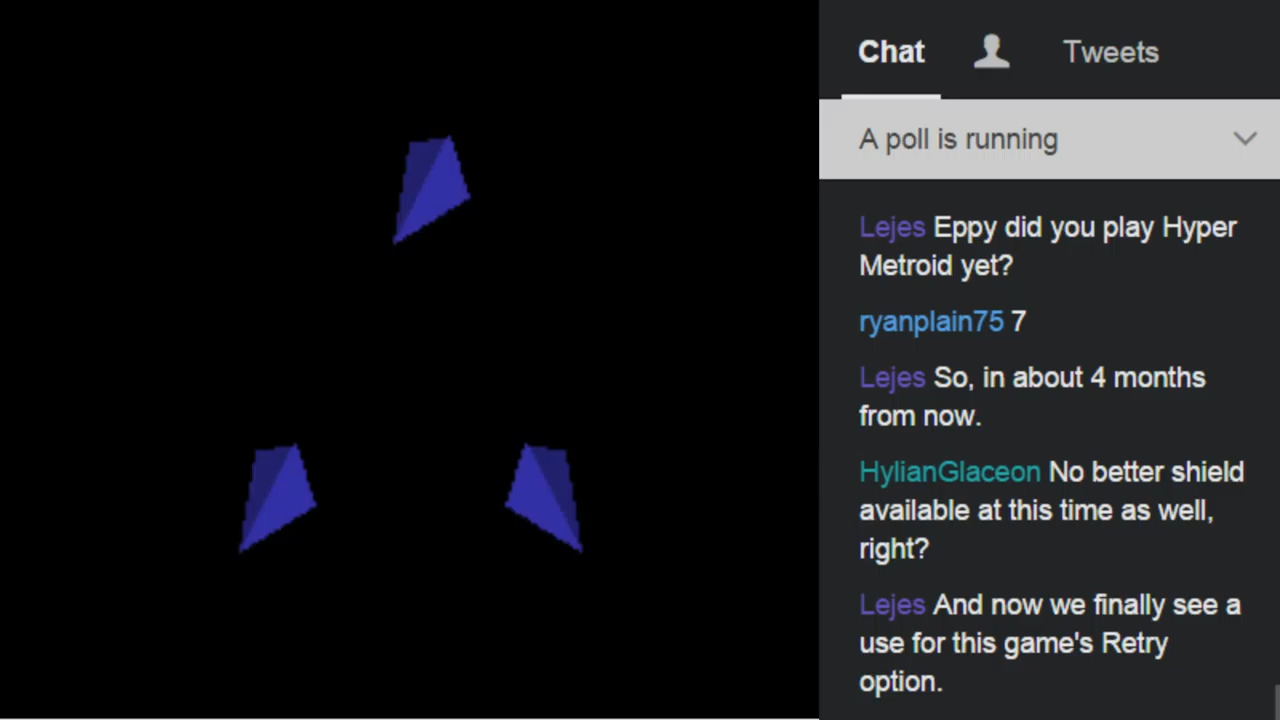 Chat Tweets
A poll is running
Lejes Eppy did you play Hyper
Metroid yet?
ryanplain75 7
Lejes So, in about 4 months
from now.
HylianGlaceon No better shield
available at this time as well,
right?
Lejes And now we finally see a
use for this game's Retry
option.